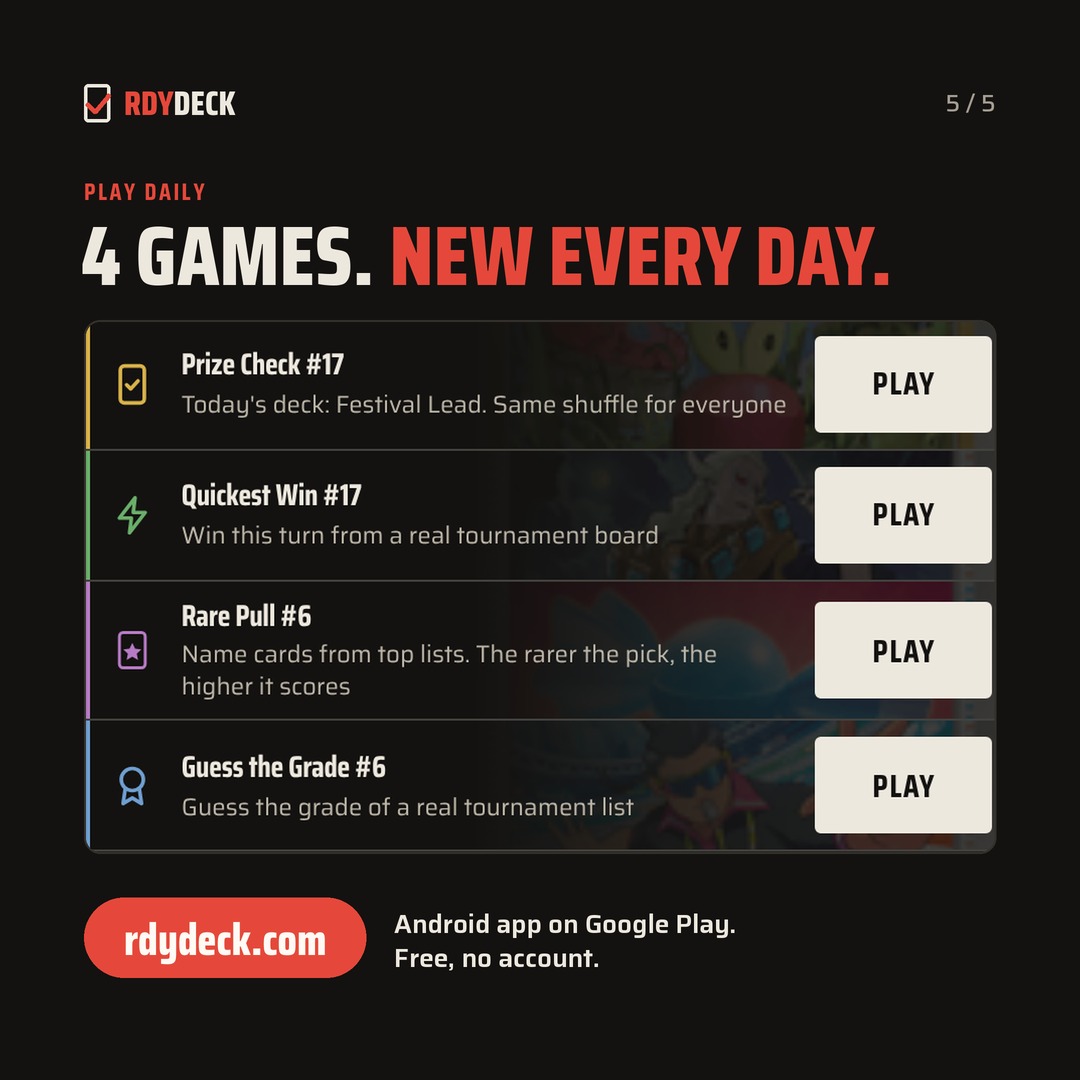 RDYDECK
5 / 5
PLAY DAILY
4 GAMES. NEW EVERY DAY.
Prize Check #17
Today's deck: Festival Lead. Same shuffle for everyone
PLAY
Quickest Win #17
Win this turn from a real tournament board
PLAY
Rare Pull #6
Name cards from top lists. The rarer the pick, the
higher it scores
PLAY
Guess the Grade #6
Guess the grade of a real tournament list
PLAY
rdydeck.com
Android app on Google Play.
Free, no account.